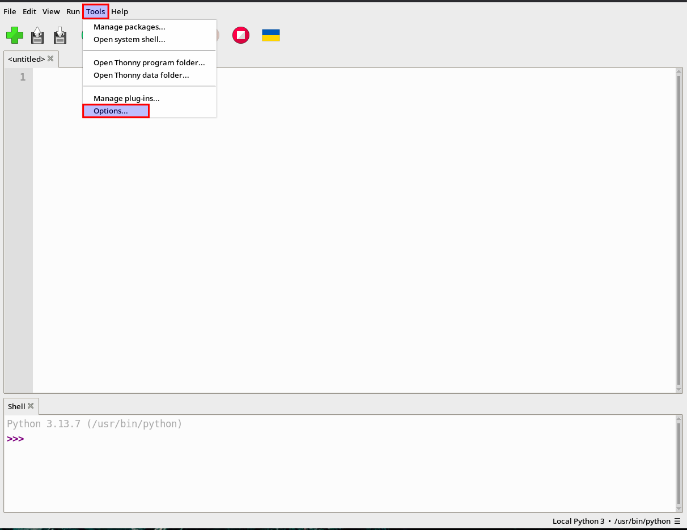 File Edit View Run Tools Help
Manage packages...
Open system shell...
Open Thonny program folder...
Open Thonny data folder...
Manage plug-ins...
Options...
<untitled>
1
Shell
Python 3.13.7 (/usr/bin/python)
>>>
Local Python 3 • /usr/bin/python ☰